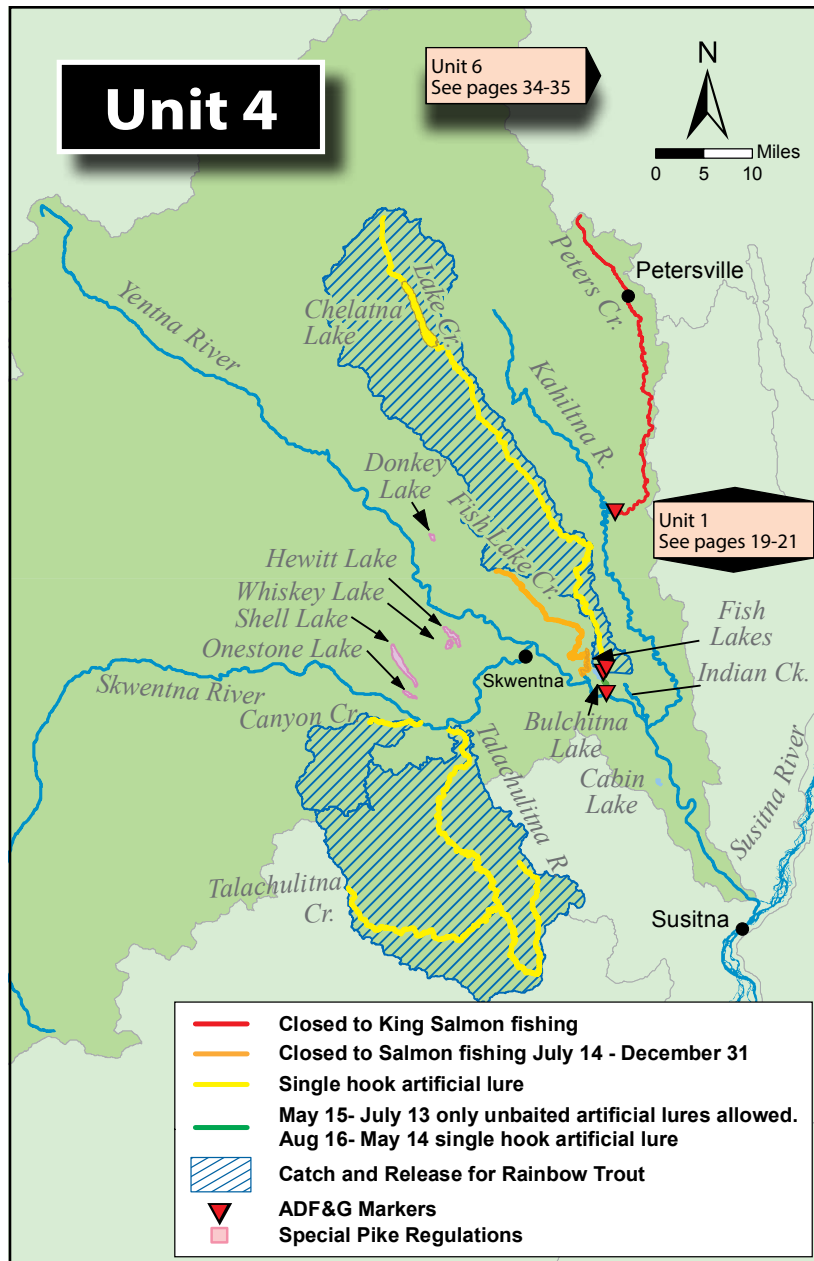 Unit 4
Unit 6
See pages 34-35
N
Miles
0 5 10
Peters Cr.
Petersville
Yentna River
Lake Cr.
Chelatna
Lake
Kahiltna R.
Donkey
Lake
Fish Lake Cr.
Unit 1
See pages 19-21
Hewitt Lake
Whiskey Lake
Shell Lake
Onestone Lake
Fish
Lakes
Skwentna
Indian Ck.
Skwentna River
Canyon Cr.
Bulchitna
Lake
Talachulitna R.
Cabin
Lake
Susitna River
Talachulitna
Cr.
Susitna
Closed to King Salmon fishing
Closed to Salmon fishing July 14 - December 31
Single hook artificial lure
May 15- July 13 only unbaited artificial lures allowed.
Aug 16- May 14 single hook artificial lure
Catch and Release for Rainbow Trout
ADF&G Markers
Special Pike Regulations